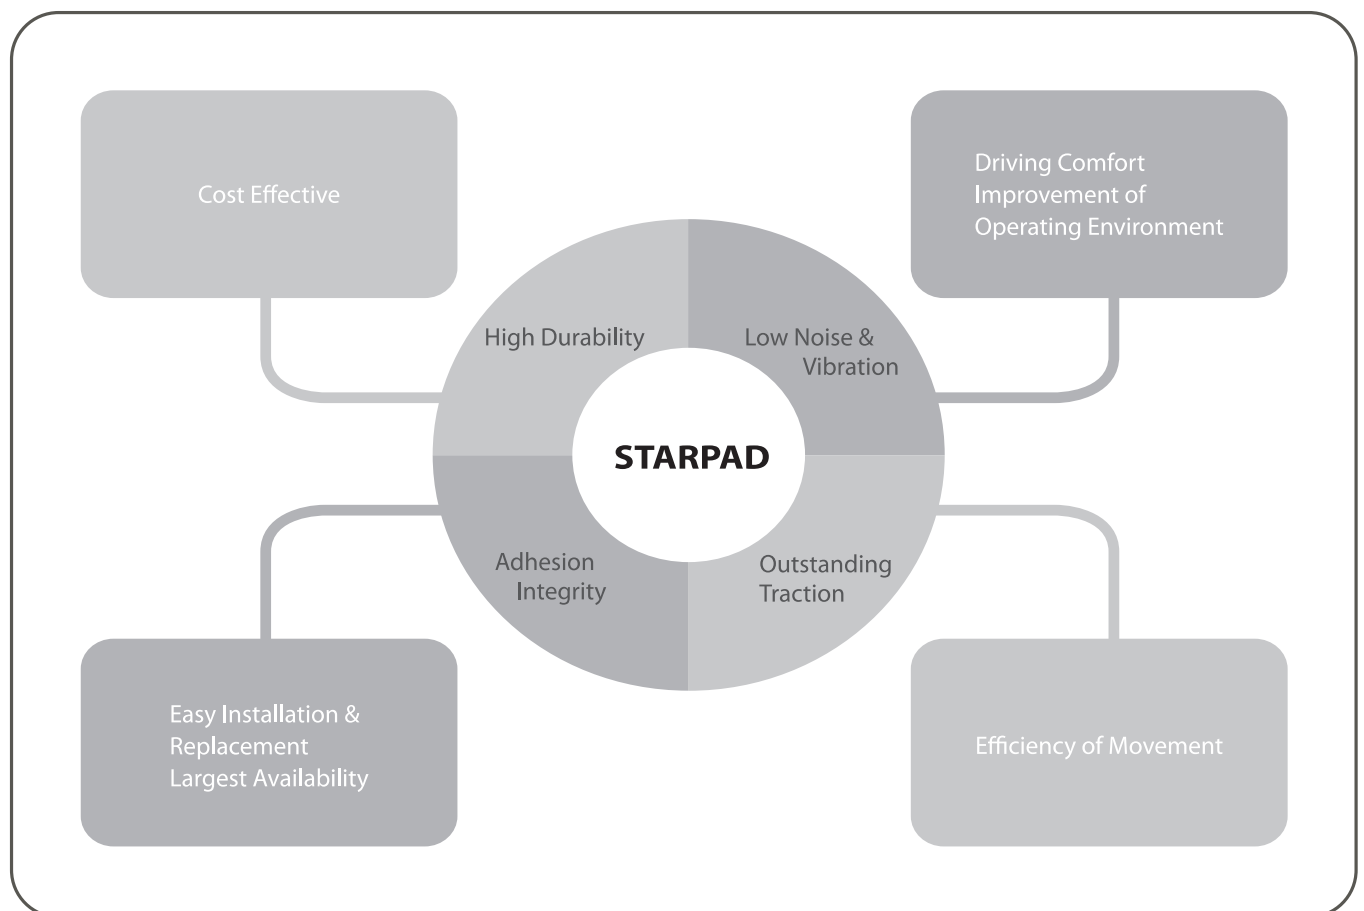 Cost Effective
Driving Comfort
Improvement of
Operating Environment
High Durability
Low Noise &
Vibration
STARPAD
Adhesion
Integrity
Outstanding
Traction
Easy Installation &
Replacement
Largest Availability
Efficiency of Movement